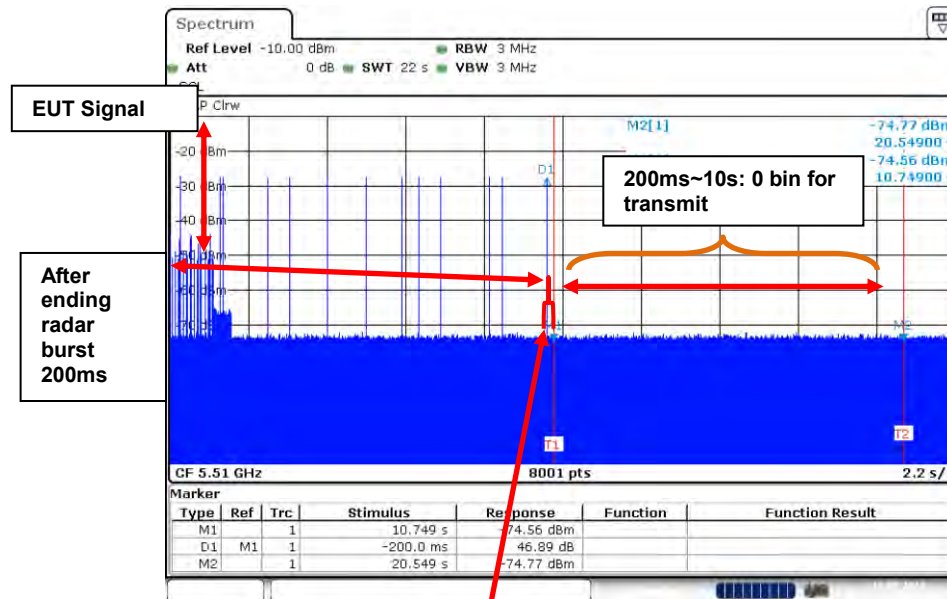 Spectrum
Ref Level -10.00 dBm RBW 3 MHz
Att 0 dB SWT 22 s VBW 3 MHz
EUT Signal
Clrw
M2[1] -74.77 dBm
20.54900
-74.56 dBm
10.74900
-20 dBm
-30 dBm
-40 dBm
D1
200ms~10s: 0 bin for
transmit
After
ending
radar
burst
200ms
M2
T1
T2
CF 5.51 GHz 8001 pts 2.2 s/
Marker
Type Ref Trc Stimulus Response Function Function Result
M1 1 10.749 s -74.56 dBm
D1 M1 1 -200.0 ms 46.89 dB
M2 1 20.549 s -74.77 dBm